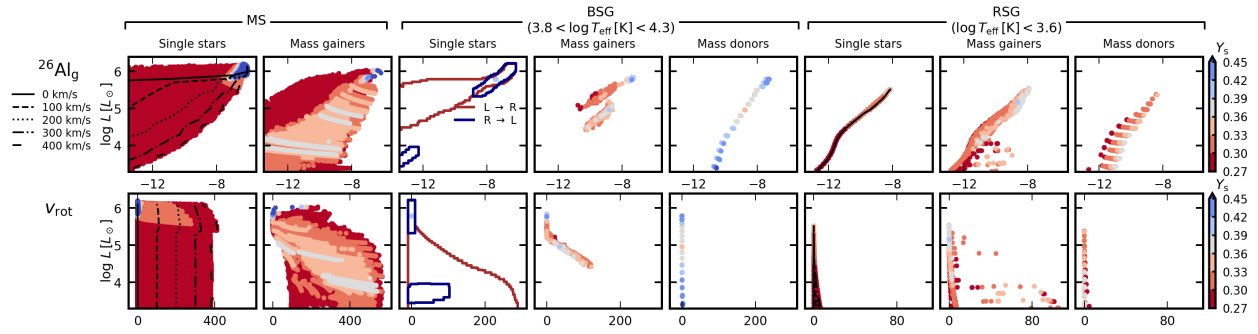 MS BSG RSG
(3.8 < log T_eff [K] < 4.3) (log T_eff [K] < 3.6)
Single stars Mass gainers Single stars Mass gainers Mass donors Single stars Mass gainers Mass donors
²⁶Al_g
0 km/s
100 km/s
200 km/s
300 km/s
400 km/s
log L [L⊙]
6
5
4
L → R
R → L
Y_s
0.45
0.42
0.39
0.36
0.33
0.30
0.27
−12 −8 −12 −8 −12 −8 −12 −8 −12 −8 −12 −8 −12 −8 −12 −8
v_rot
log L [L⊙]
6
5
4
Y_s
0.45
0.42
0.39
0.36
0.33
0.30
0.27
0 400 0 400 0 200 0 200 0 200 0 80 0 80 0 80